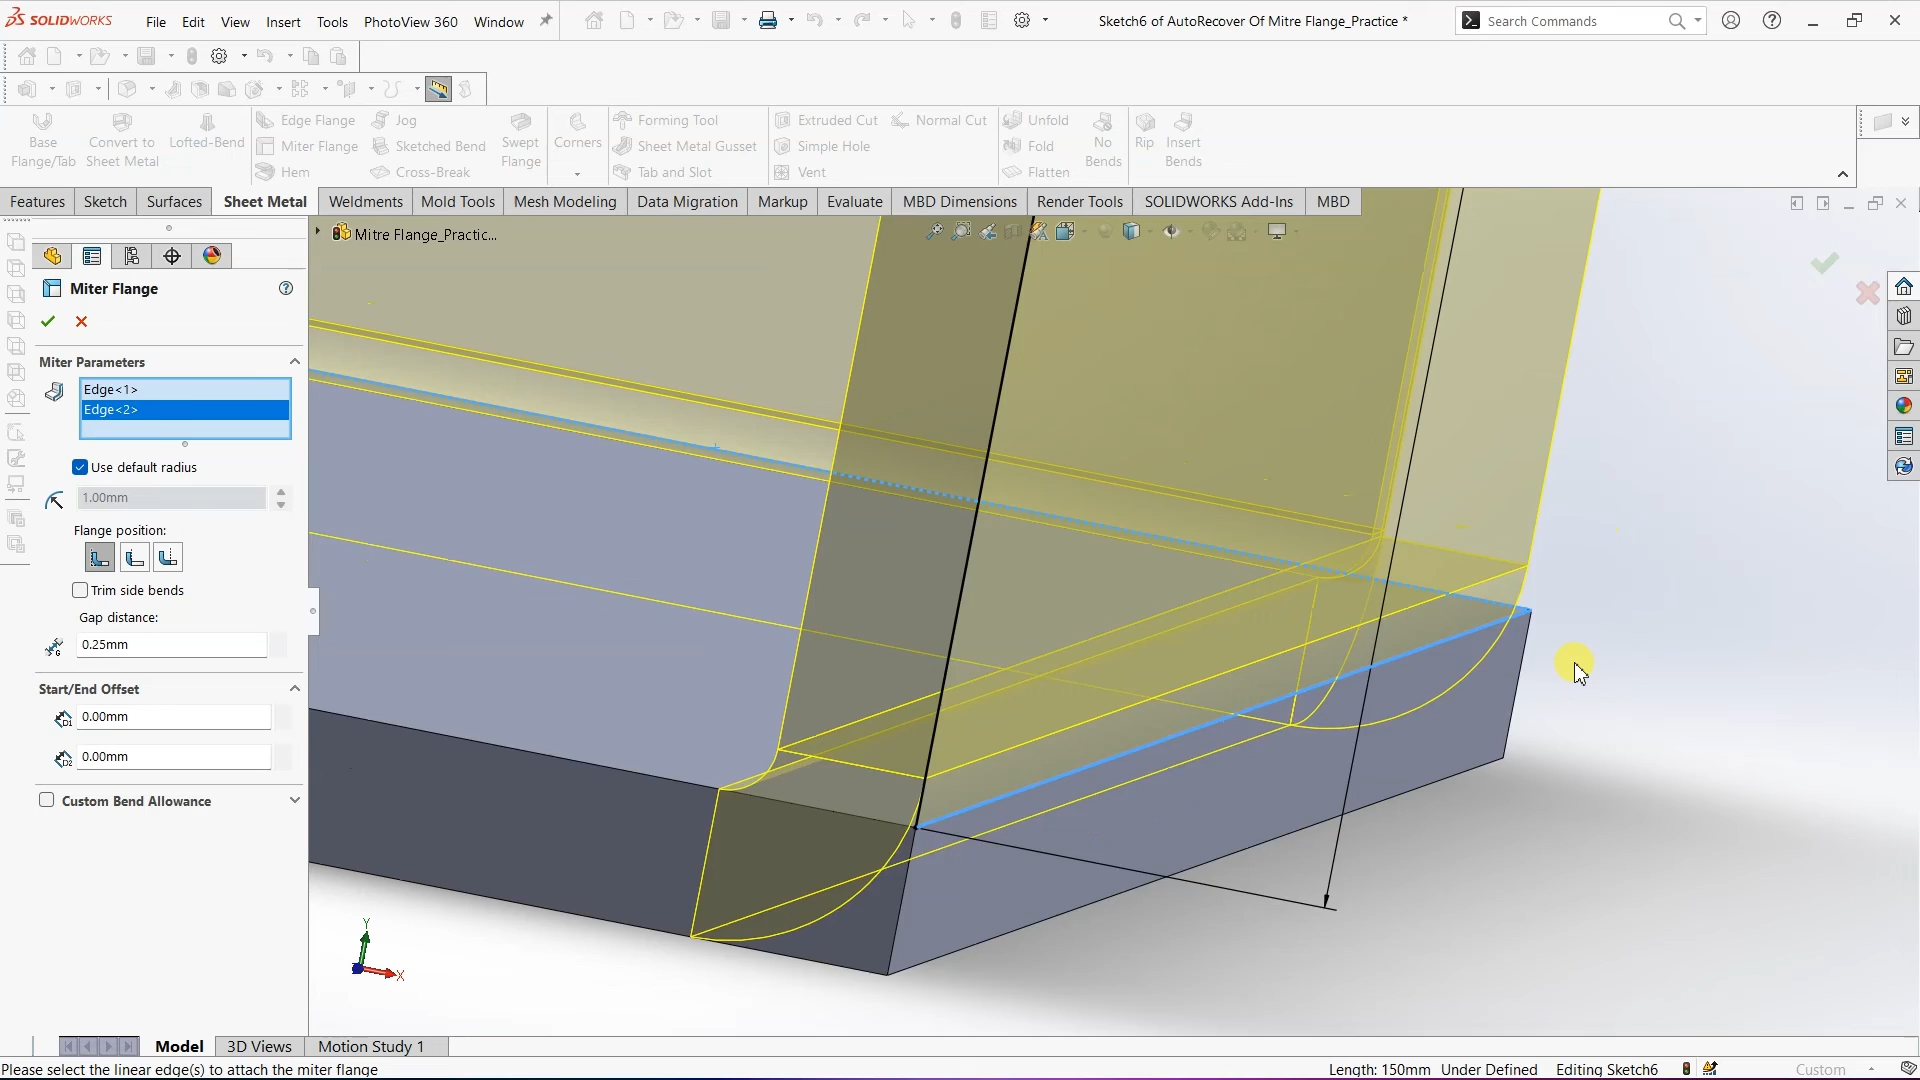 SOLIDWORKS
File Edit View Insert Tools PhotoView 360 Window
Sketch6 of AutoRecover Of Mitre Flange_Practice *
Search Commands
Base Flange/Tab
Convert to Sheet Metal
Lofted-Bend
Edge Flange
Miter Flange
Hem
Jog
Sketched Bend
Cross-Break
Swept Flange
Corners
Forming Tool
Sheet Metal Gusset
Tab and Slot
Extruded Cut
Simple Hole
Vent
Normal Cut
Unfold
Fold
Flatten
No Bends
Rip
Insert Bends
Features Sketch Surfaces Sheet Metal Weldments Mold Tools Mesh Modeling Data Migration Markup Evaluate MBD Dimensions Render Tools SOLIDWORKS Add-Ins MBD
Mitre Flange_Practic...
Miter Flange
Miter Parameters
Edge<1>
Edge<2>
Use default radius
1.00mm
Flange position:
Trim side bends
Gap distance:
G
0.25mm
Start/End Offset
D1
0.00mm
D2
0.00mm
Custom Bend Allowance
Y
X
Model 3D Views Motion Study 1
Please select the linear edge(s) to attach the miter flange
Length: 150mm Under Defined Editing Sketch6 Custom